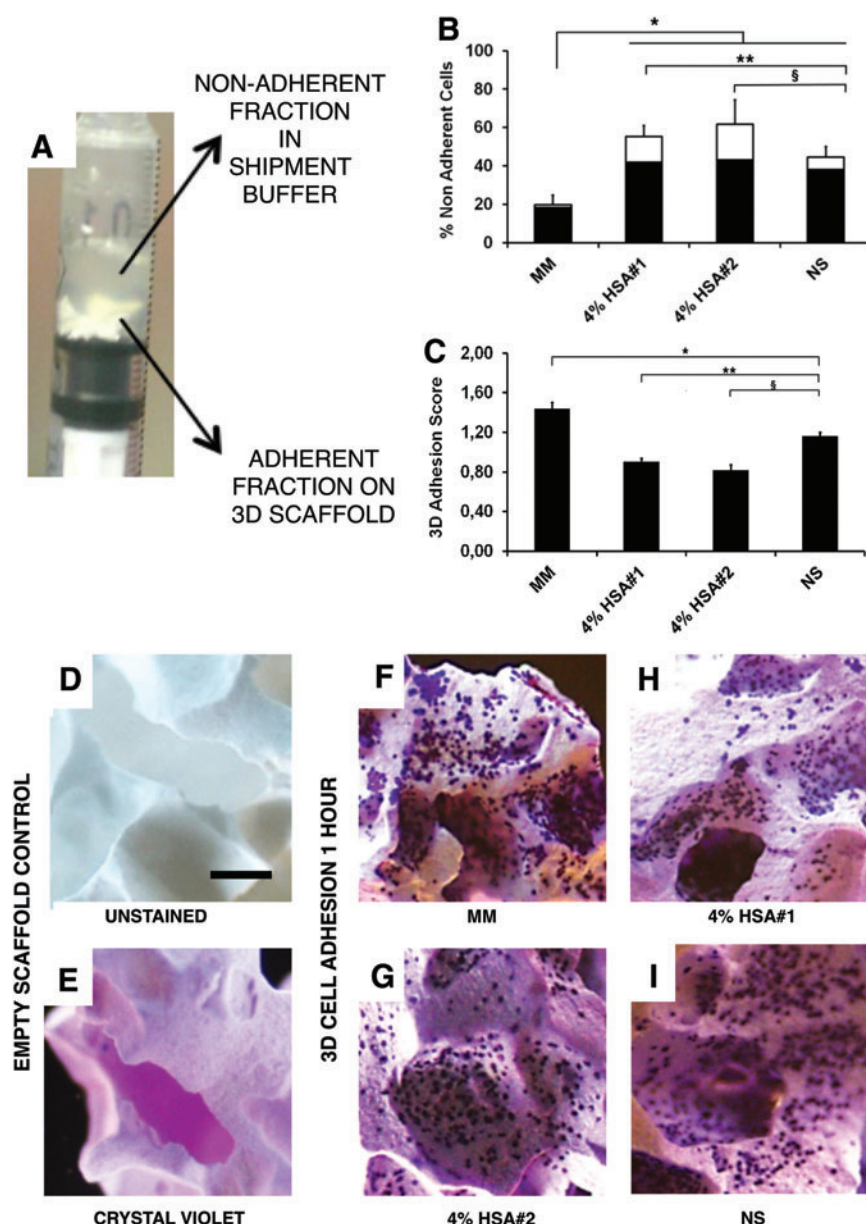 A
NON-ADHERENT
FRACTION
IN
SHIPMENT
BUFFER
ADHERENT
FRACTION ON
3D SCAFFOLD
B
% Non Adherent Cells
100
80
60
40
20
0
*
**
§
MM
4% HSA#1
4% HSA#2
NS
C
3D Adhesion Score
2,00
1,60
1,20
0,80
0,40
0,00
*
**
§
MM
4% HSA#1
4% HSA#2
NS
EMPTY SCAFFOLD CONTROL
D
UNSTAINED
E
CRYSTAL VIOLET
3D CELL ADHESION 1 HOUR
F
MM
H
4% HSA#1
G
4% HSA#2
I
NS